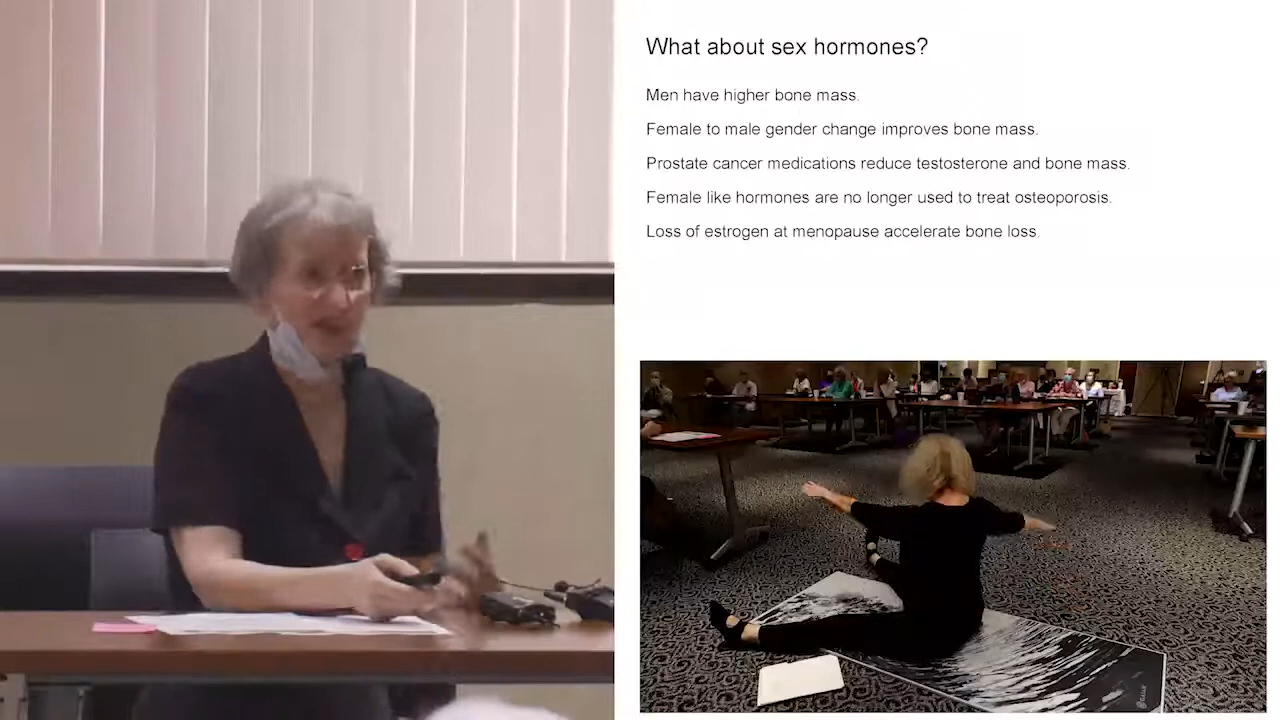 What about sex hormones?
Men have higher bone mass.
Female to male gender change improves bone mass.
Prostate cancer medications reduce testosterone and bone mass.
Female like hormones are no longer used to treat osteoporosis.
Loss of estrogen at menopause accelerate bone loss.